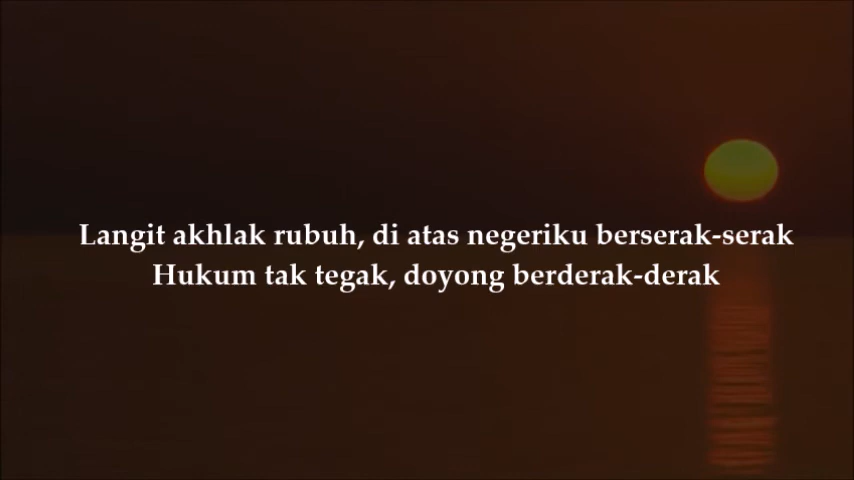 Langit akhlak rubuh, di atas negeriku berserak-serak
Hukum tak tegak, doyong berderak-derak